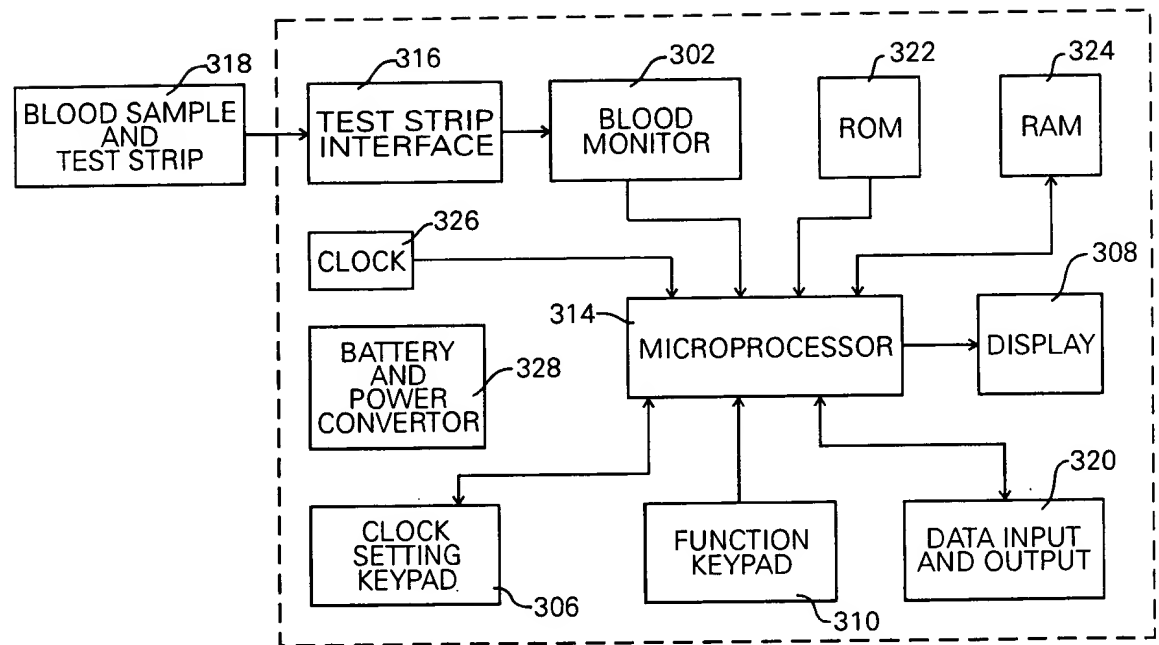 318
BLOOD SAMPLE
AND
TEST STRIP
316
TEST STRIP
INTERFACE
302
BLOOD
MONITOR
322
ROM
324
RAM
326
CLOCK
314
MICROPROCESSOR
308
DISPLAY
BATTERY
AND
POWER
CONVERTOR
328
CLOCK
SETTING
KEYPAD
306
FUNCTION
KEYPAD
310
320
DATA INPUT
AND OUTPUT